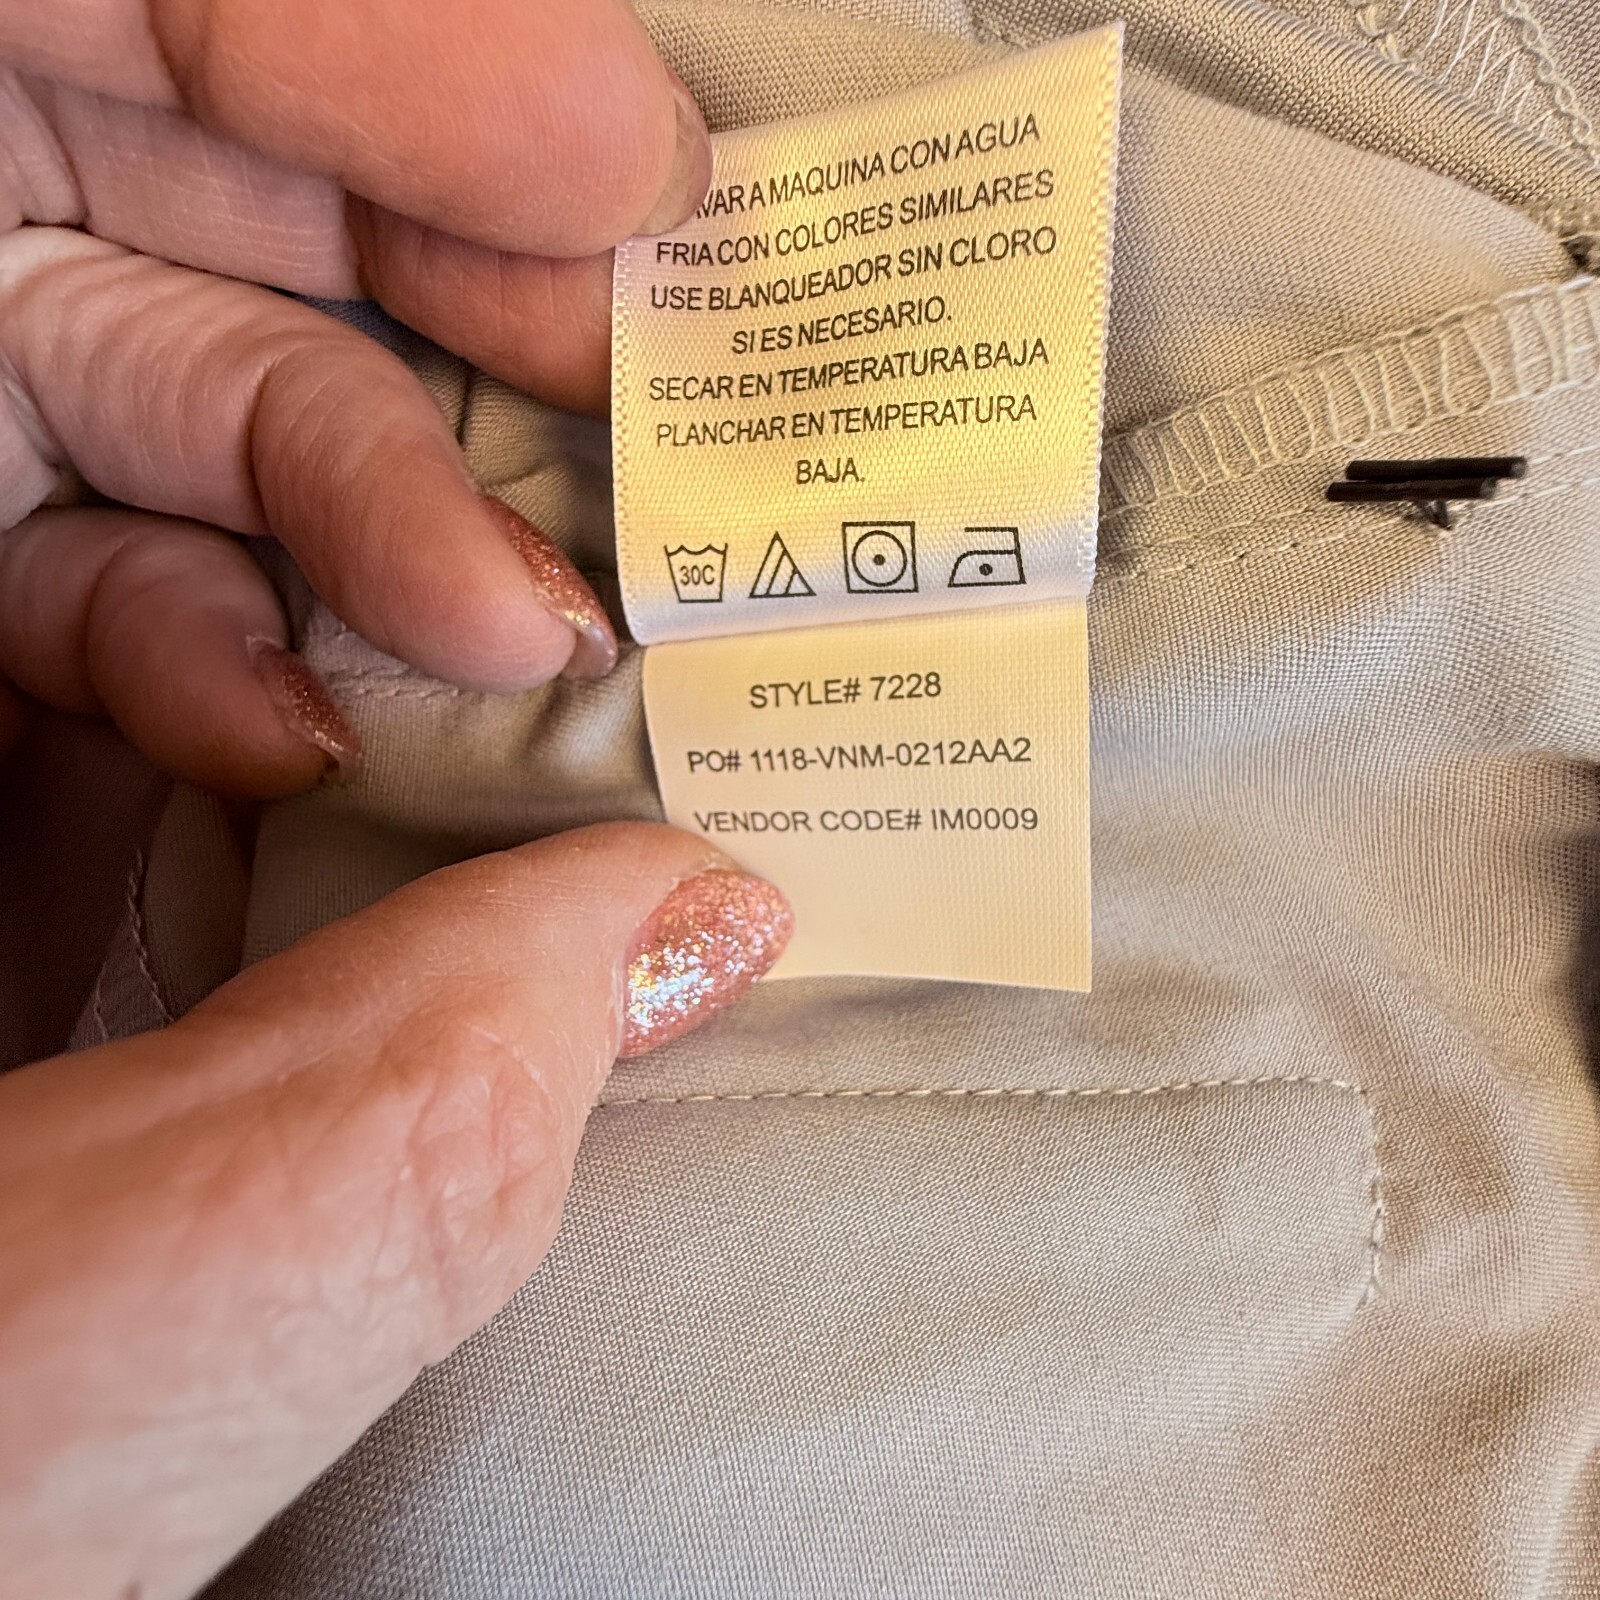 A MAQUINA CON AGUA
FRIA CON COLORES SIMILARES
USE BLANQUEADOR SIN CLORO
SI ES NECESARIO.
SECAR EN TEMPERATURA BAJA
PLANCHAR EN TEMPERATURA
BAJA.
30C
STYLE# 7228
PO# 1118-VNM-0212AA2
VENDOR CODE# IM0009